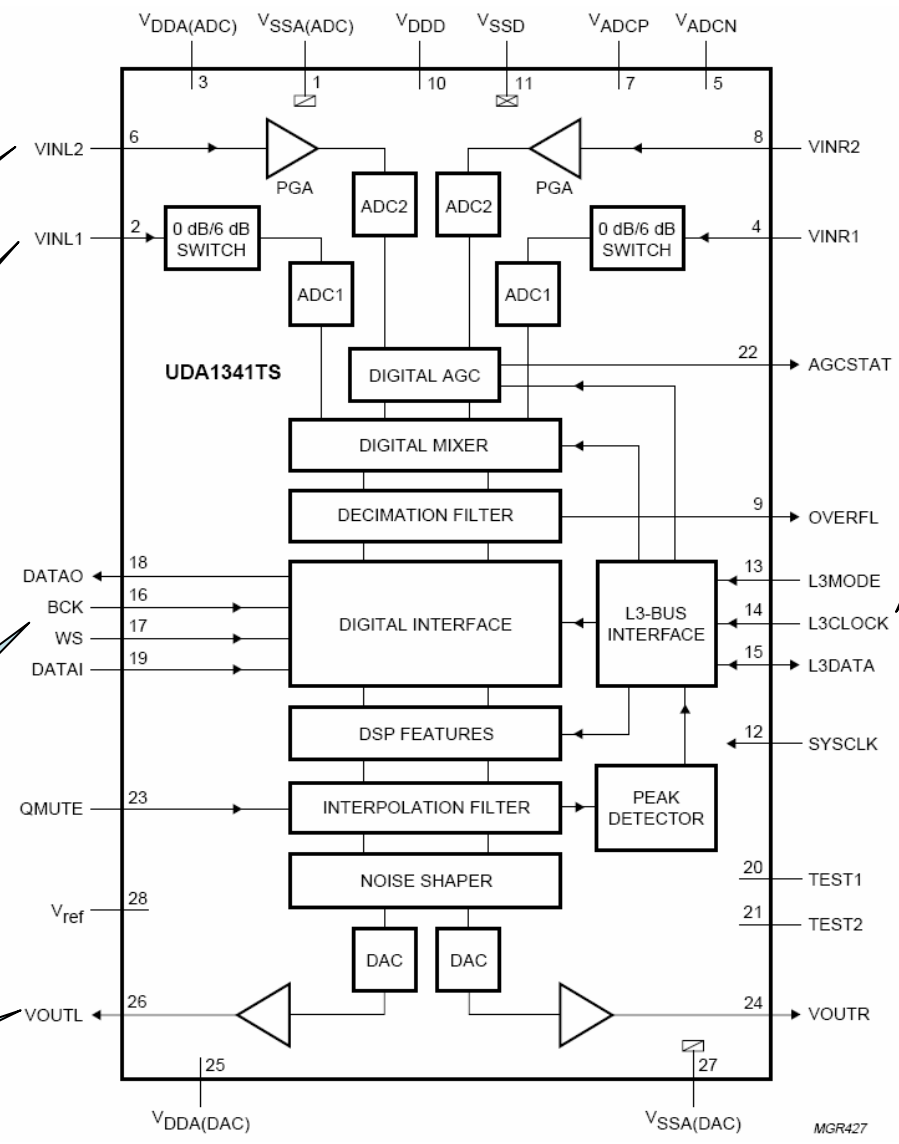 VDDA(ADC) VSSA(ADC) VDDD VSSD VADCP VADCN
3 1 10 11 7 5
VINL2 6 8 VINR2
PGA PGA
ADC2 ADC2
VINL1 2 0 dB/6 dB 0 dB/6 dB 4 VINR1
SWITCH SWITCH
ADC1 ADC1
UDA1341TS
DIGITAL AGC 22 AGCSTAT
DIGITAL MIXER
DECIMATION FILTER 9 OVERFL
DATAO 18 13 L3MODE
BCK 16 14 L3CLOCK
WS 17 15 L3DATA
DATAI 19
DIGITAL INTERFACE
L3-BUS
INTERFACE
DSP FEATURES 12 SYSCLK
QMUTE 23 INTERPOLATION FILTER
PEAK
DETECTOR
NOISE SHAPER 20 TEST1
Vref 28 21 TEST2
DAC DAC
VOUTL 26 24 VOUTR
25 27
VDDA(DAC) VSSA(DAC)
MGR427